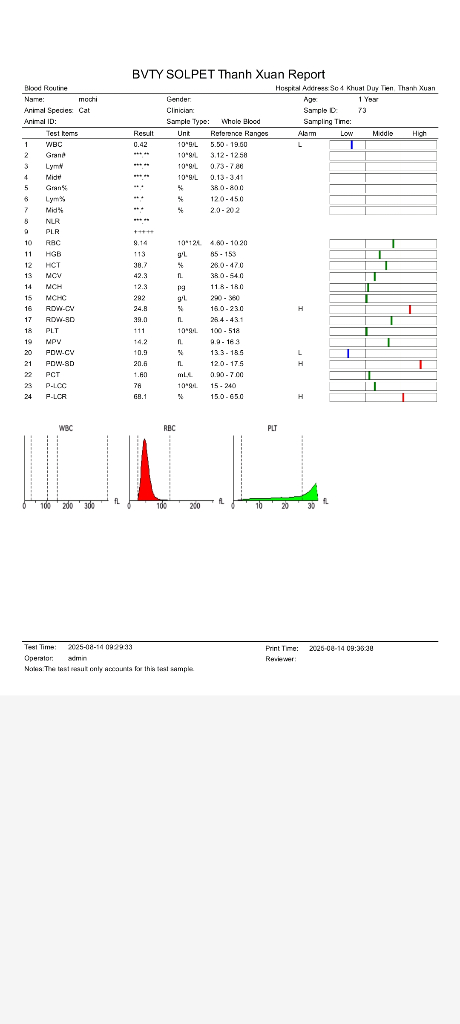 BVTY SOLPET Thanh Xuan Report
Blood Routine Hospital Address:So 4 Khuat Duy Tien, Thanh Xuan
Name: mochi Gender: Age: 1 Year
Animal Species: Cat Clinician: Sample ID: 73
Animal ID: Sample Type: Whole Blood Sampling Time:
Test Items Result Unit Reference Ranges Alarm Low Middle High
1 WBC 0.42 10^9/L 5.50 - 19.50 L
2 Gran# ***.** 10^9/L 3.12 - 12.58
3 Lym# ***.** 10^9/L 0.73 - 7.86
4 Mid# ***.** 10^9/L 0.13 - 3.41
5 Gran% **.* % 38.0 - 80.0
6 Lym% **.* % 12.0 - 45.0
7 Mid% **.* % 2.0 - 20.2
8 NLR ***.**
9 PLR +++++
10 RBC 9.14 10^12/L 4.60 - 10.20
11 HGB 113 g/L 85 - 153
12 HCT 38.7 % 26.0 - 47.0
13 MCV 42.3 fL 38.0 - 54.0
14 MCH 12.3 pg 11.8 - 18.0
15 MCHC 292 g/L 290 - 360
16 RDW-CV 24.8 % 16.0 - 23.0 H
17 RDW-SD 39.0 fL 26.4 - 43.1
18 PLT 111 10^9/L 100 - 518
19 MPV 14.2 fL 9.9 - 16.3
20 PDW-CV 10.9 % 13.3 - 18.5 L
21 PDW-SD 20.6 fL 12.0 - 17.5 H
22 PCT 1.60 mL/L 0.90 - 7.00
23 P-LCC 76 10^9/L 15 - 240
24 P-LCR 68.1 % 15.0 - 65.0 H
WBC RBC PLT
0 100 200 300 fL 0 100 200 fL 0 10 20 30 fL
Test Time: 2025-08-14 09:29:33 Print Time: 2025-08-14 09:36:38
Operator: admin Reviewer:
Notes:The test result only accounts for this test sample.